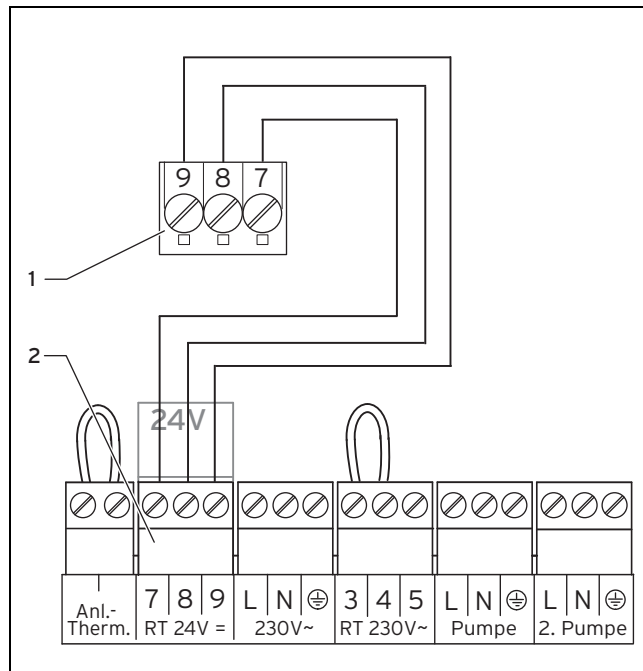 9 8 7
1
2
24V
Anl.-
Therm.
7 8 9
RT 24V =
L N
230V~
3 4 5
RT 230V~
L N
Pumpe
L N
2. Pumpe